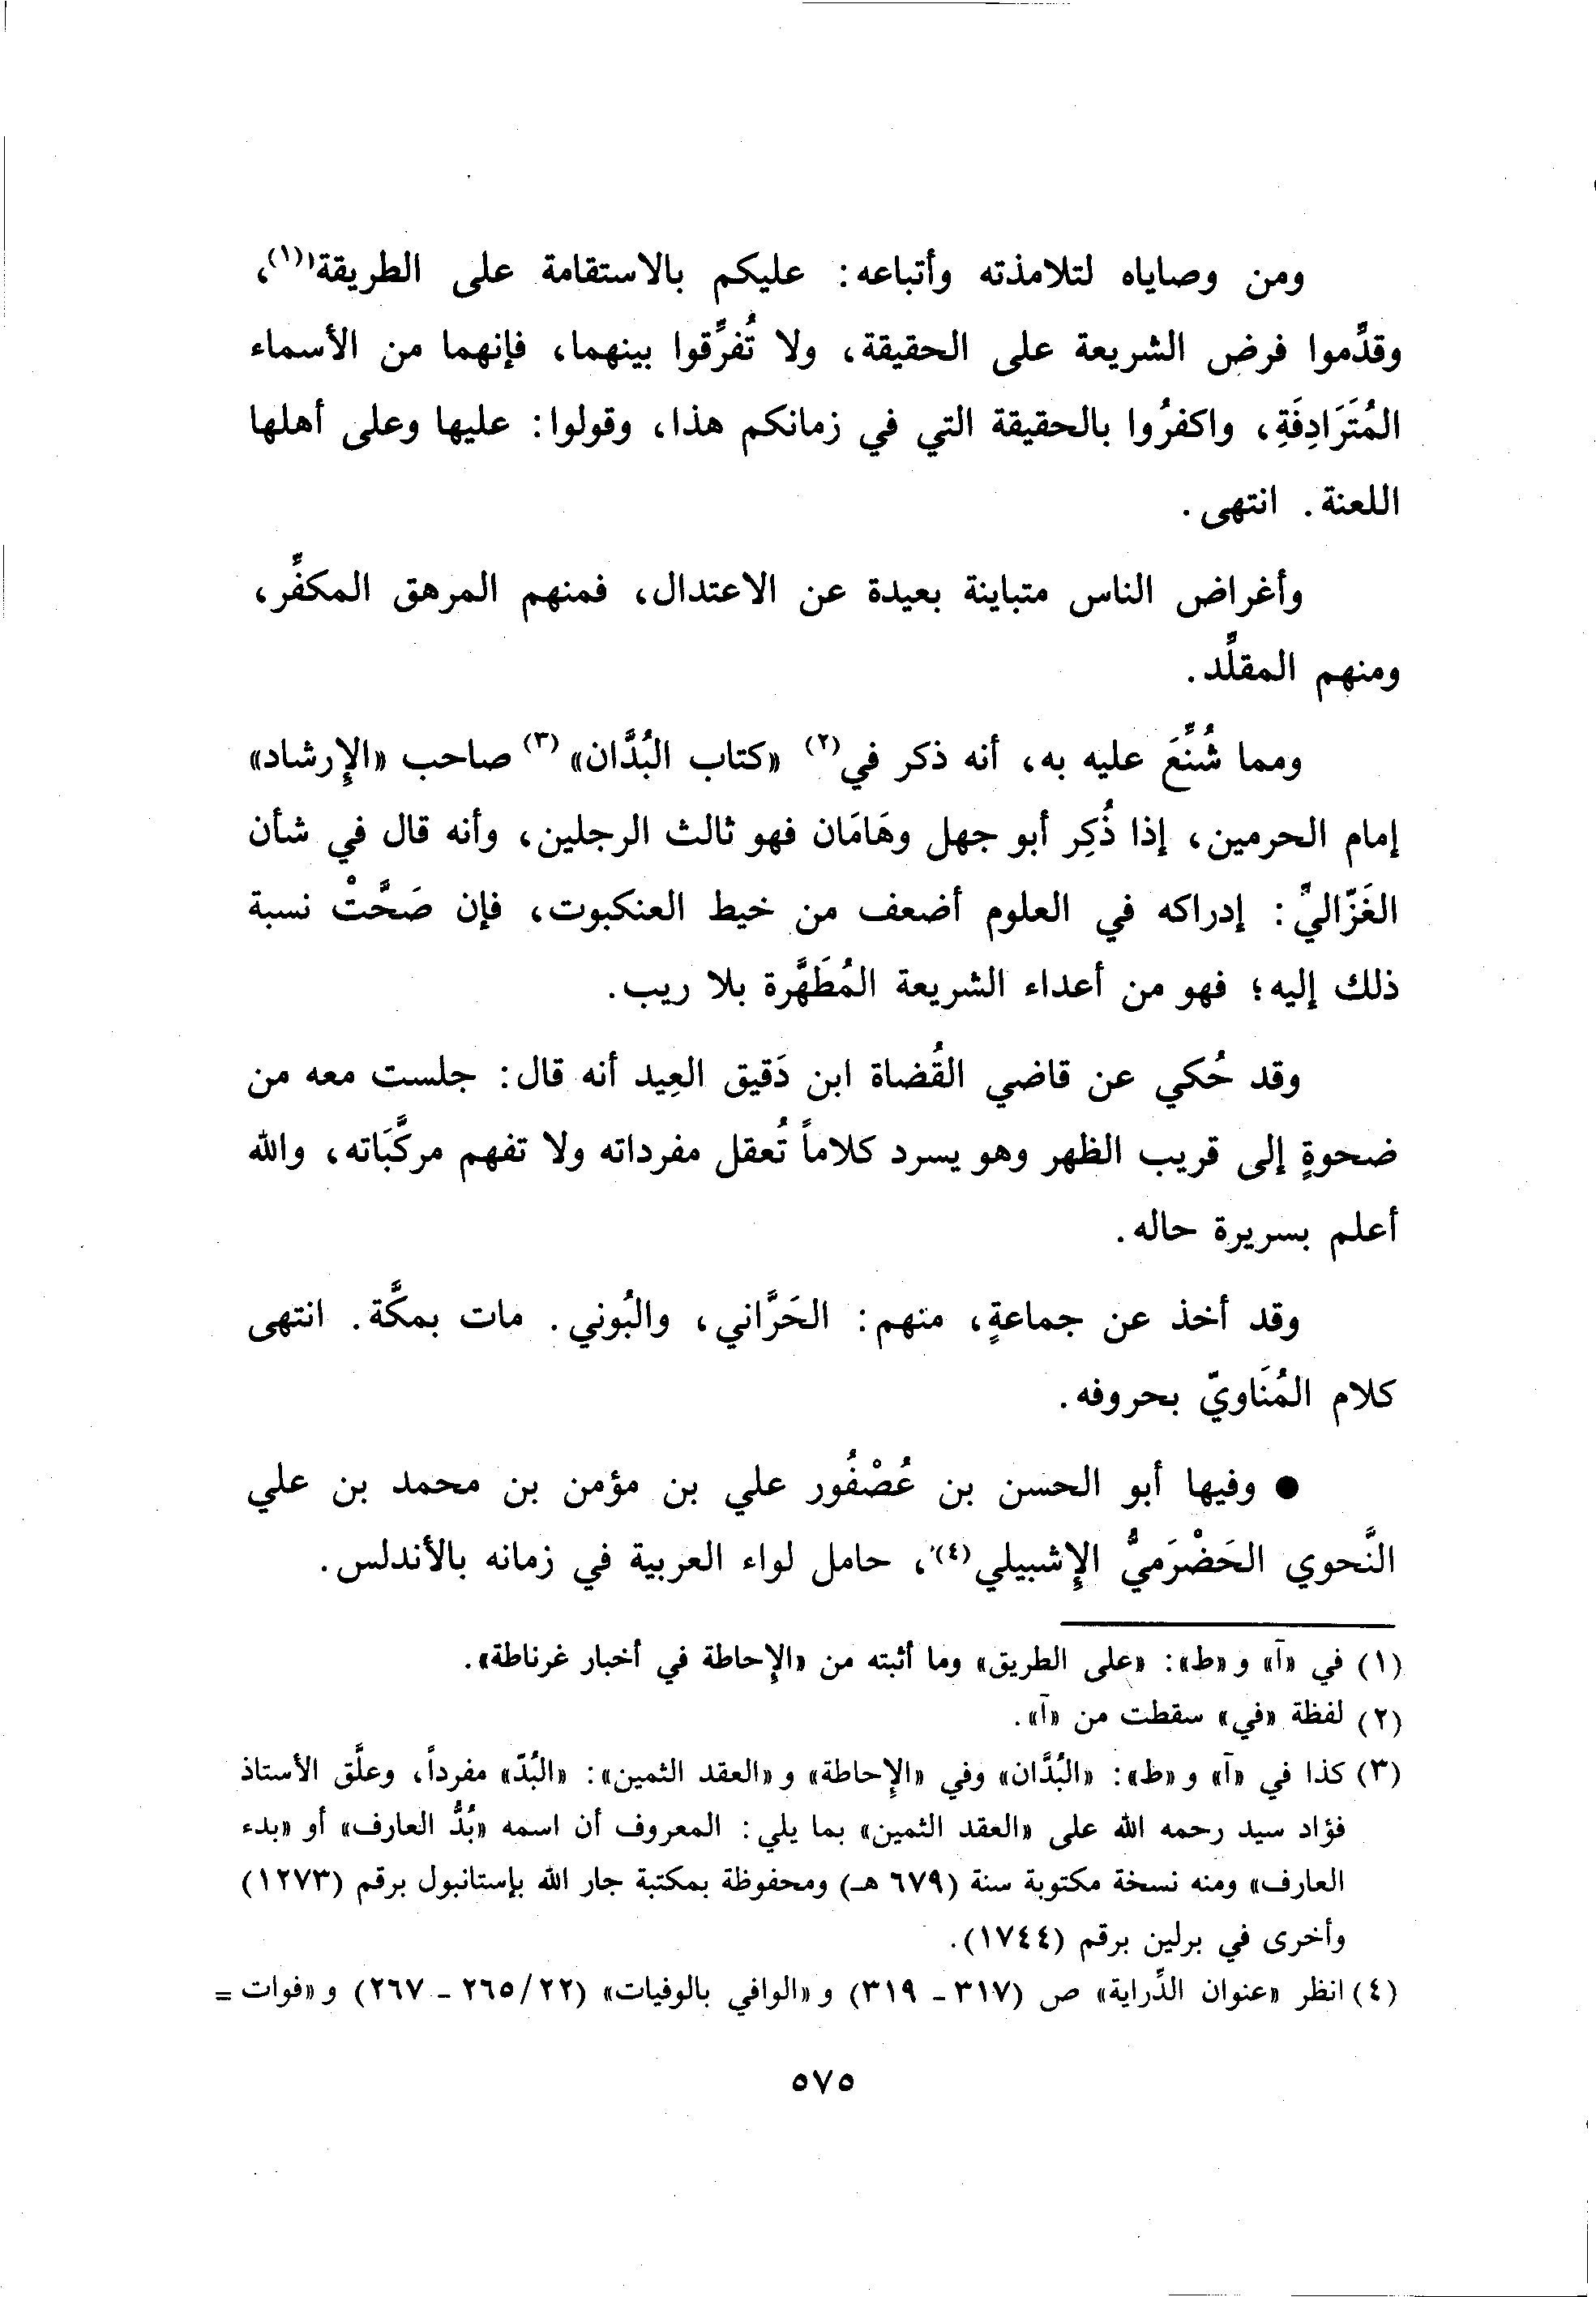 ومن وصاياه لتلامذته وأتباعه: عليكم بالاستقامة على الطريقة(١)،
وقدِّموا فرض الشريعة على الحقيقة، ولا تُفرِّقوا بينهما، فإنهما من الأسماء
المُتَرَادِفَةِ، واكفرُوا بالحقيقة التي في زمانكم هذا، وقولوا: عليها وعلى أهلها
اللعنة. انتهى.
وأغراض الناس متباينة بعيدة عن الاعتدال، فمنهم المرهق المكفِّر،
ومنهم المقلِّد.
ومما شُنِّعَ عليه به، أنه ذكر في(٢) «كتاب البُدَّان»(٣) صاحب «الإرشاد»
إمام الحرمين، إذا ذُكِر أبو جهل وهَامَان فهو ثالث الرجلين، وأنه قال في شأن
الغَزّاليِّ: إدراكه في العلوم أضعف من خيط العنكبوت، فإن صَحَّتْ نسبة
ذلك إليه؛ فهو من أعداء الشريعة المُطَهَّرة بلا ريب.
وقد حُكي عن قاضي القُضاة ابن دَقيق العِيد أنه قال: جلست معه من
ضحوةٍ إلى قريب الظهر وهو يسرد كلاماً تُعقل مفرداته ولا تفهم مركَّبَاته، والله
أعلم بسريرة حاله.
وقد أخذ عن جماعةٍ، منهم: الحَرَّاني، والبُوني. مات بمكَّة. انتهى
كلام المُنَاويّ بحروفه.
● وفيها أبو الحسن بن عُصْفُور علي بن مؤمن بن محمد بن علي
النَّحوي الحَضْرَميُّ الإشبيلي(٤)، حامل لواء العربية في زمانه بالأندلس.
(١) في «آ» و «ط»: «على الطريق» وما أثبته من «الإحاطة في أخبار غرناطة».
(٢) لفظة «في» سقطت من «آ».
(٣) كذا في «آ» و «ط»: «البُدَّان» وفي «الإحاطة» و «العقد الثمين»: «البُدّ» مفرداً، وعلَّق الأستاذ
فؤاد سيد رحمه الله على «العقد الثمين» بما يلي: المعروف أن اسمه «بُدُّ العارف» أو «بدء
العارف» ومنه نسخة مكتوبة سنة (٦٧٩ هـ) ومحفوظة بمكتبة جار الله بإستانبول برقم (١٢٧٣)
وأخرى في برلين برقم (١٧٤٤).
(٤) انظر «عنوان الدِّراية» ص (٣١٧ - ٣١٩) و «الوافي بالوفيات» (٢٦٥/٢٢ - ٢٦٧) و «فوات =
٥٧٥